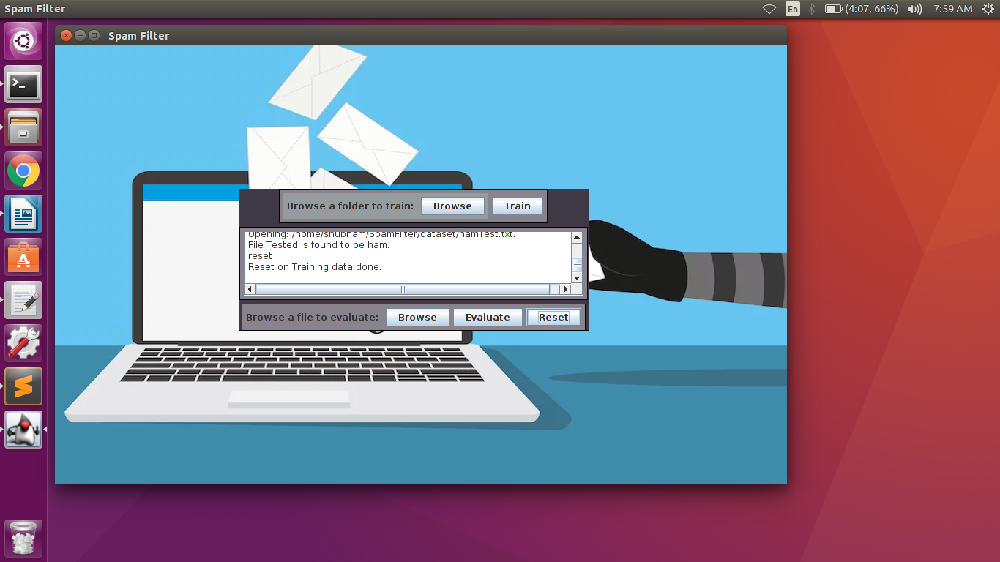 Spam Filter
En
(4:07, 66%)
7:59 AM
Spam Filter
Browse a folder to train:
Browse
Train
Opening: /home/shubham/SpamFilter/dataset/hamTest.txt.
File Tested is found to be ham.
reset
Reset on Training data done.
Browse a file to evaluate:
Browse
Evaluate
Reset